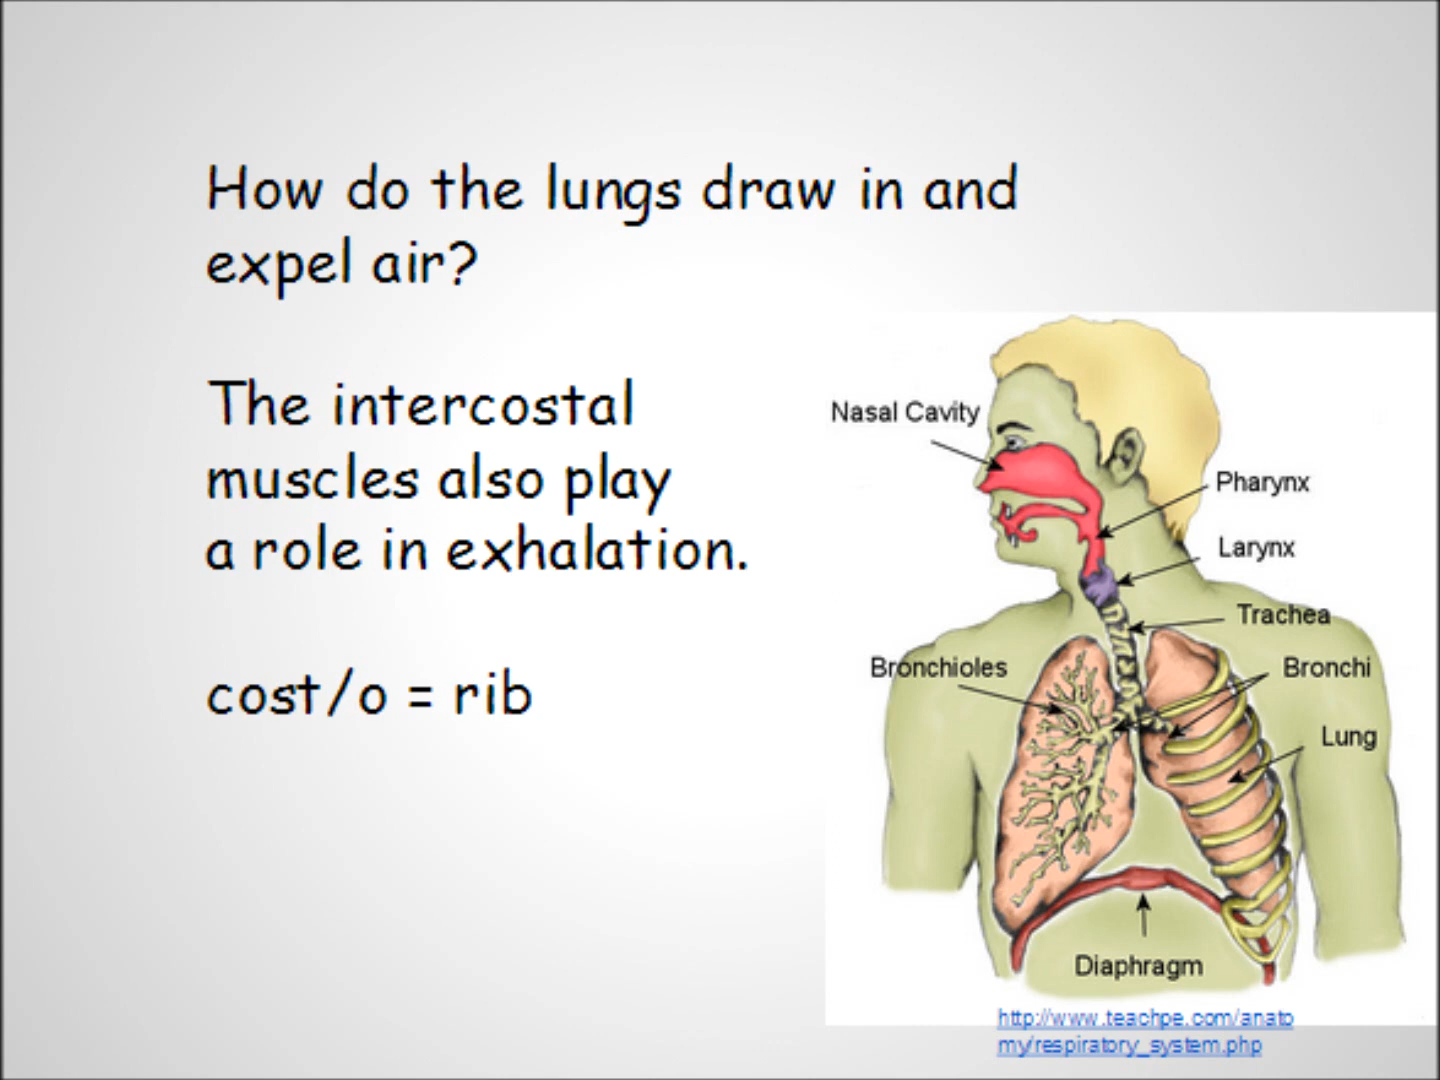 How do the lungs draw in and
expel air?
The intercostal
muscles also play
a role in exhalation.
cost/o = rib
Nasal Cavity
Pharynx
Larynx
Trachea
Bronchioles
Bronchi
Lung
Diaphragm
http://www.teachpe.com/anato
my/respiratory_system.php